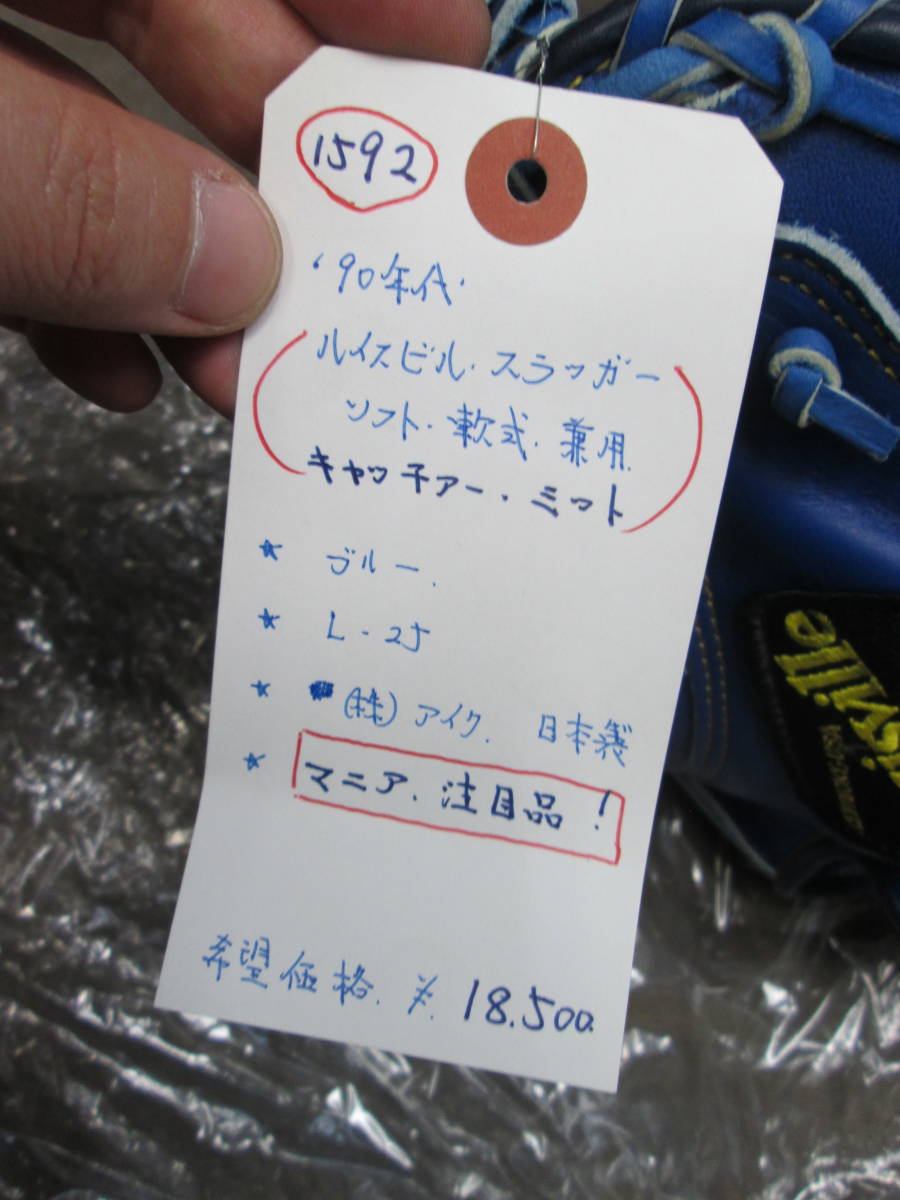 1592
'90年代
ルイスビル・スラッガー
ソフト・軟式・兼用
キャッチァー・ミット
* ブルー.
* L-25
* (株)アイク. 日本製
* マニア.注目品!
希望価格.¥.18.500.